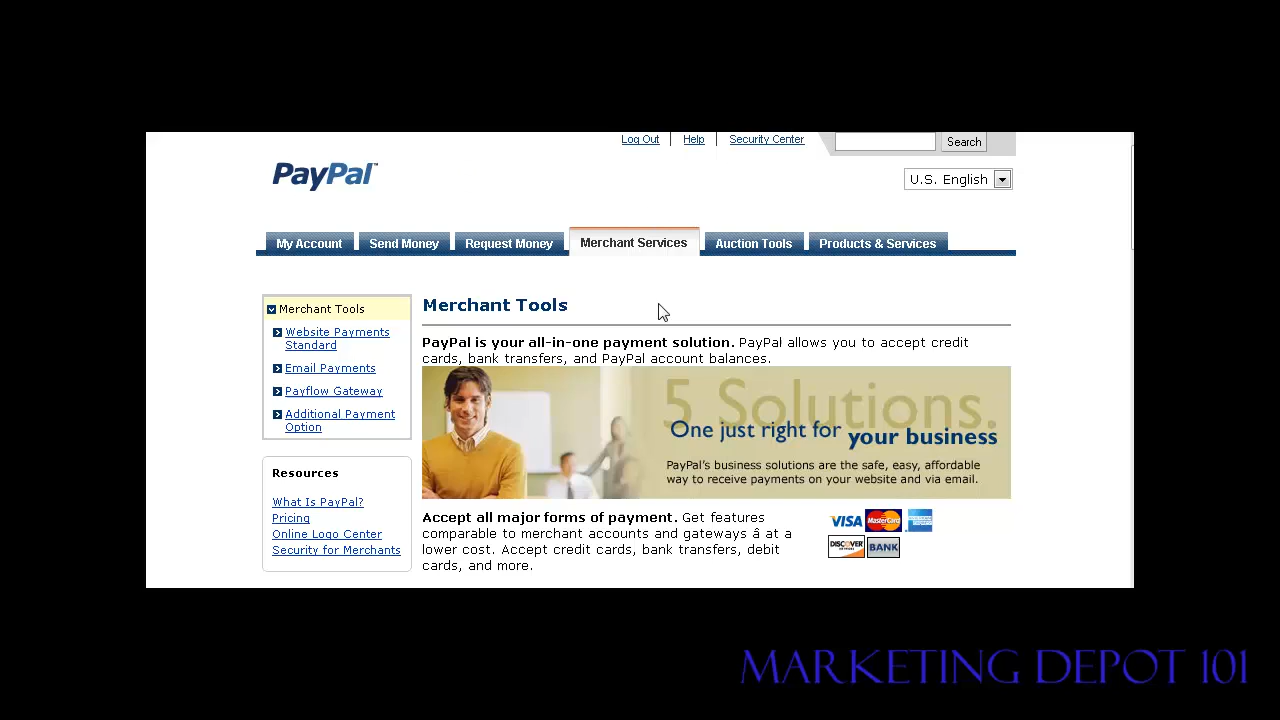 Log Out Help Security Center Search
PayPal™
U.S. English
My Account Send Money Request Money Merchant Services Auction Tools Products & Services
Merchant Tools
Website Payments
Standard
Email Payments
Payflow Gateway
Additional Payment
Option
Resources
What Is PayPal?
Pricing
Online Logo Center
Security for Merchants
Merchant Tools
PayPal is your all-in-one payment solution. PayPal allows you to accept credit
cards, bank transfers, and PayPal account balances.
5 Solutions.
One just right for your business
PayPal's business solutions are the safe, easy, affordable
way to receive payments on your website and via email.
Accept all major forms of payment. Get features
comparable to merchant accounts and gateways â at a
lower cost. Accept credit cards, bank transfers, debit
cards, and more.
VISA MasterCard
DISCOVER BANK
MARKETING DEPOT 101